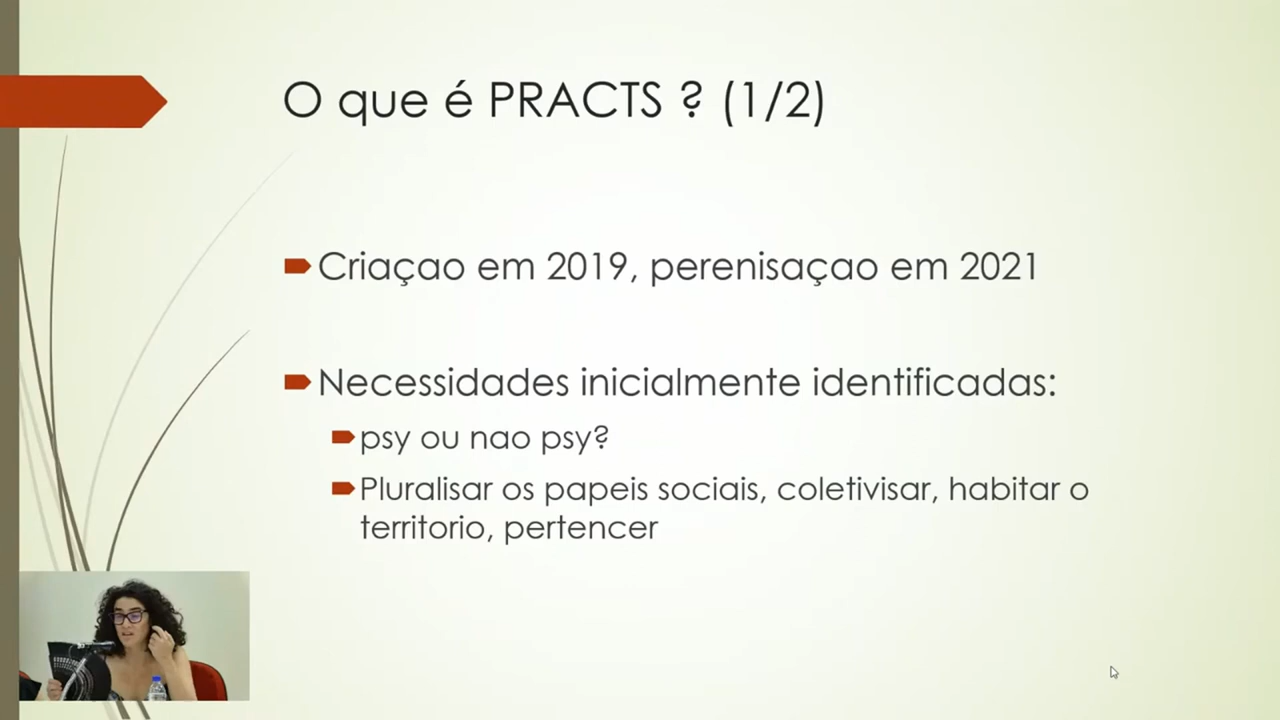 O que é PRACTS ? (1/2)
Criaçao em 2019, perenisaçao em 2021
Necessidades inicialmente identificadas:
psy ou nao psy?
Pluralisar os papeis sociais, coletivisar, habitar o
territorio, pertencer